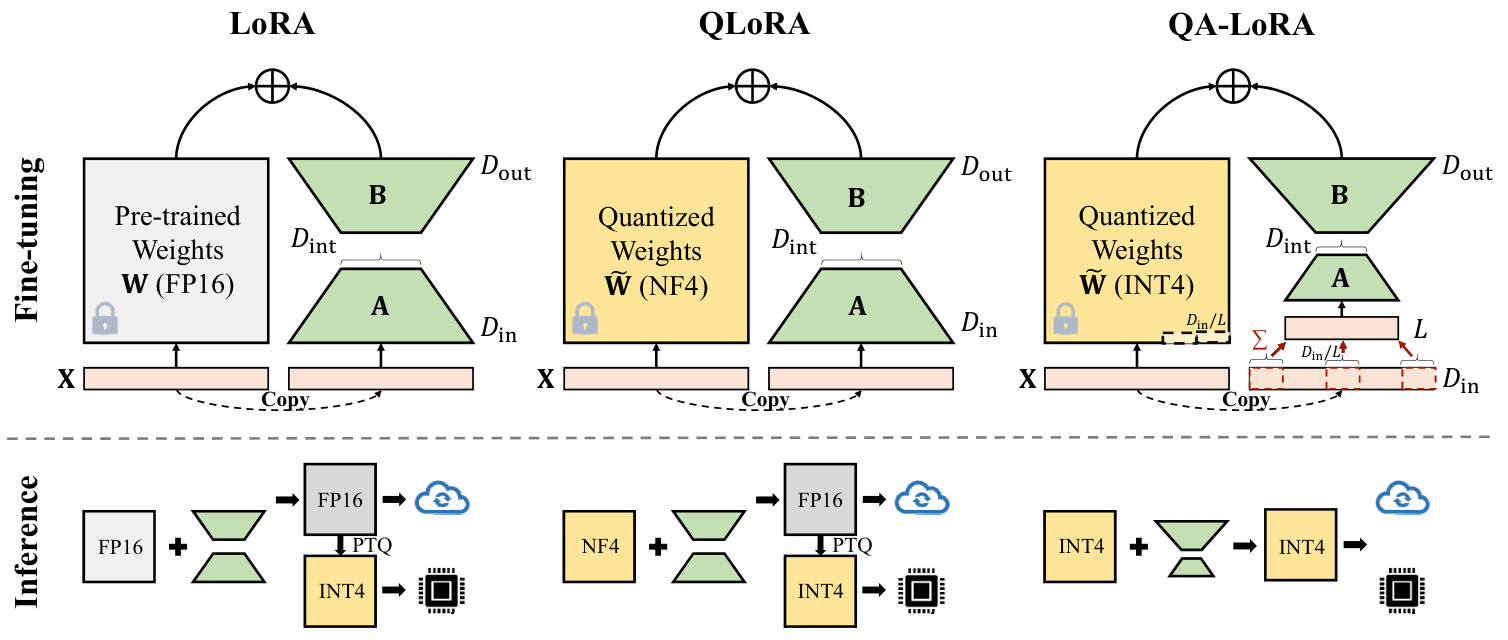 LoRA
QLoRA
QA-LoRA
Fine-tuning
Pre-trained
Weights
W (FP16)
B
A
D_out
D_int
D_in
X
Copy
Quantized
Weights
W̃ (NF4)
B
A
D_out
D_int
D_in
X
Copy
Quantized
Weights
W̃ (INT4)
D_in/L
B
A
D_out
D_int
L
∑
D_in/L
D_in
X
Copy
Inference
FP16
+
FP16
PTQ
INT4
NF4
+
FP16
PTQ
INT4
INT4
+
INT4